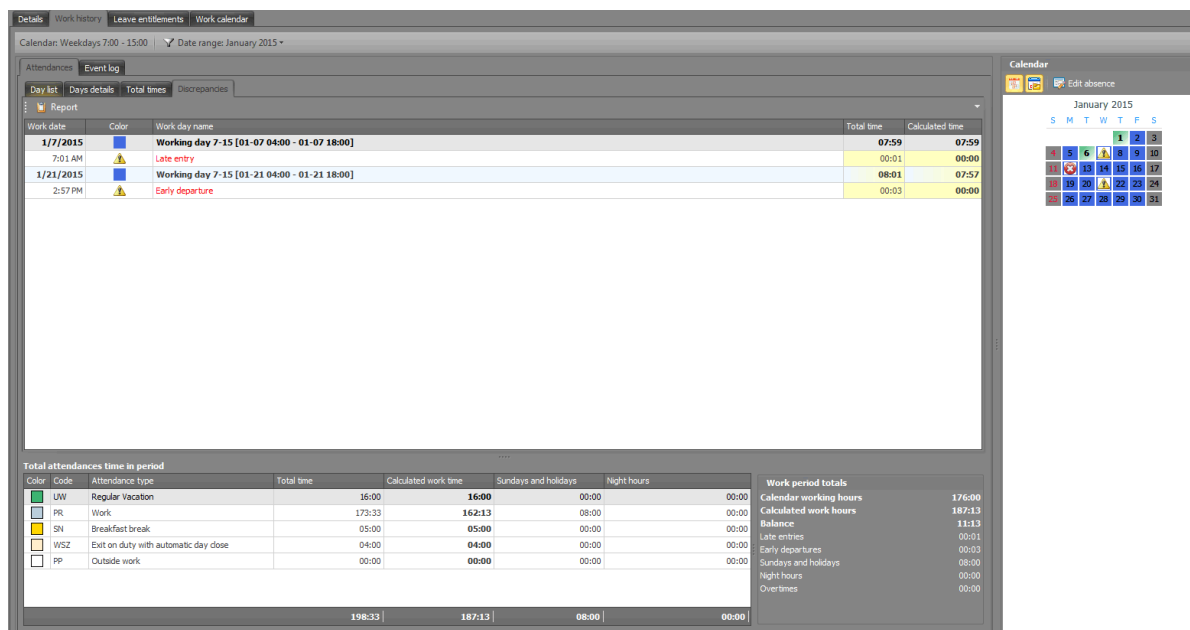 Details Work history Leave entitlements Work calendar
Calendar: Weekdays 7:00 - 15:00 Date range: January 2015
Attendances Event log
Day list Days details Total times Discrepancies
Report
Work date Color Work day name Total time Calculated time
1/7/2015 Working day 7-15 [01-07 04:00 - 01-07 18:00] 07:59 07:59
7:01 AM Late entry 00:01 00:00
1/21/2015 Working day 7-15 [01-21 04:00 - 01-21 18:00] 08:01 07:57
2:57 PM Early departure 00:03 00:00
Calendar
Edit absence
January 2015
S M T W T F S
1 2 3
4 5 6 8 9 10
11 13 14 15 16 17
18 19 20 22 23 24
25 26 27 28 29 30 31
Total attendances time in period
Color Code Attendance type Total time Calculated work time Sundays and holidays Night hours
UW Regular Vacation 16:00 16:00 00:00 00:00
PR Work 173:33 162:13 08:00 00:00
SN Breakfast break 05:00 05:00 00:00 00:00
WSZ Exit on duty with automatic day close 04:00 04:00 00:00 00:00
PP Outside work 00:00 00:00 00:00 00:00
198:33 187:13 08:00 00:00
Work period totals
Calendar working hours 176:00
Calculated work hours 187:13
Balance 11:13
Late entries 00:01
Early departures 00:03
Sundays and holidays 08:00
Night hours 00:00
Overtimes 00:00